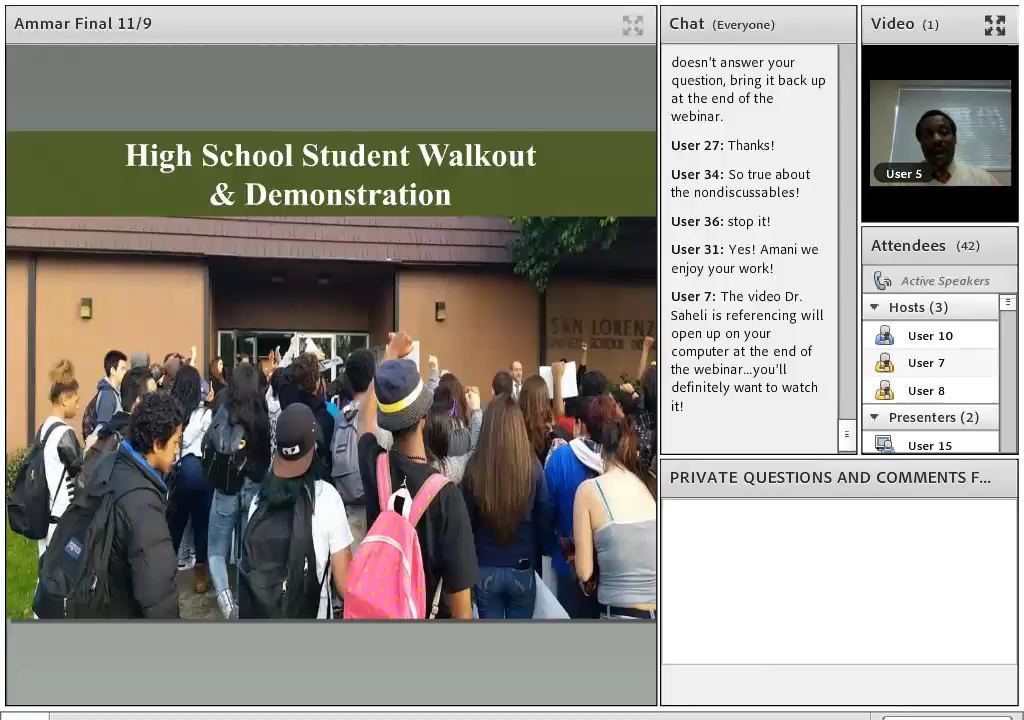 Ammar Final 11/9
High School Student Walkout
& Demonstration
SAN LORENZ
Chat (Everyone)
doesn't answer your
question, bring it back up
at the end of the
webinar.
User 27: Thanks!
User 34: So true about
the nondiscussables!
User 36: stop it!
User 31: Yes! Amani we
enjoy your work!
User 7: The video Dr.
Saheli is referencing will
open up on your
computer at the end of
the webinar...you'll
definitely want to watch
it!
Video (1)
User 5
Attendees (42)
Active Speakers
Hosts (3)
User 10
User 7
User 8
Presenters (2)
User 15
PRIVATE QUESTIONS AND COMMENTS F...